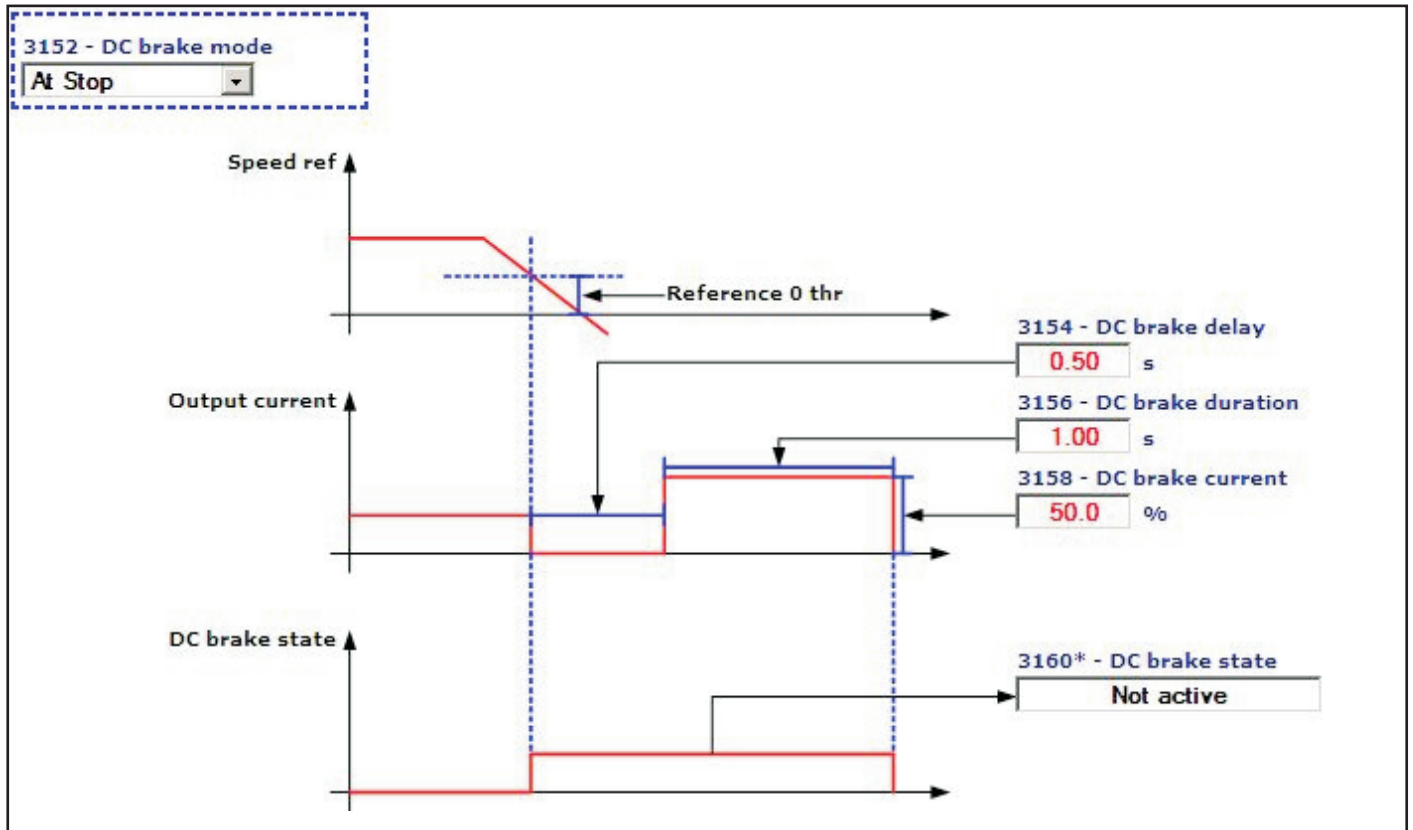 3152 - DC brake mode
At Stop
Speed ref
Reference 0 thr
3154 - DC brake delay
0.50 s
Output current
3156 - DC brake duration
1.00 s
3158 - DC brake current
50.0 %
DC brake state
3160* - DC brake state
Not active